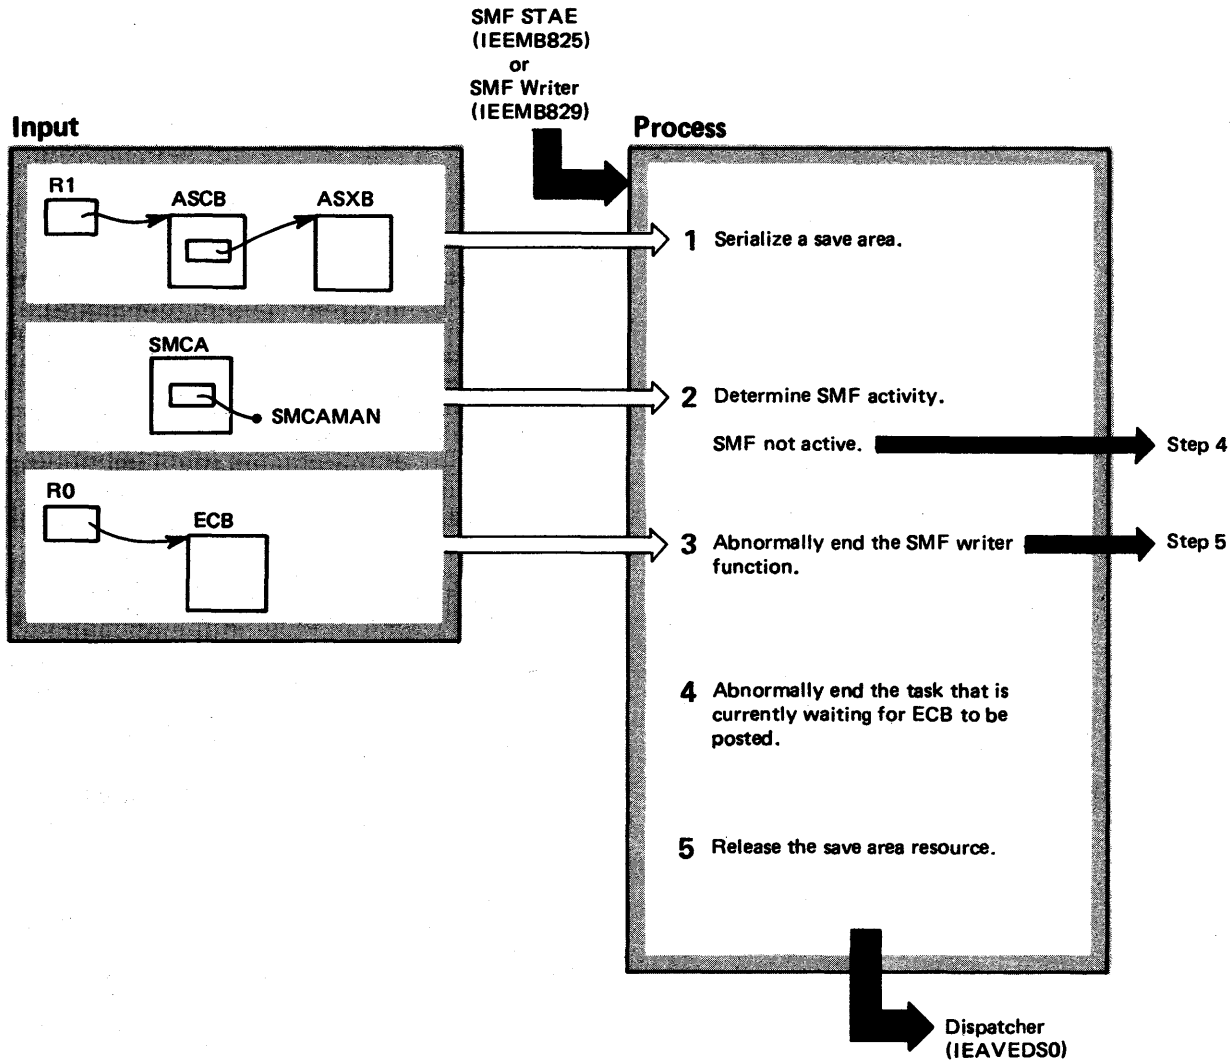 SMF STAE
(IEEMB825)
or
SMF Writer
(IEEMB829)
Input
R1
ASCB
ASXB
SMCA
SMCAMAN
R0
ECB
Process
1 Serialize a save area.
2 Determine SMF activity.
SMF not active.
Step 4
3 Abnormally end the SMF writer
function.
Step 5
4 Abnormally end the task that is
currently waiting for ECB to be
posted.
5 Release the save area resource.
Dispatcher
(IEAVEDS0)